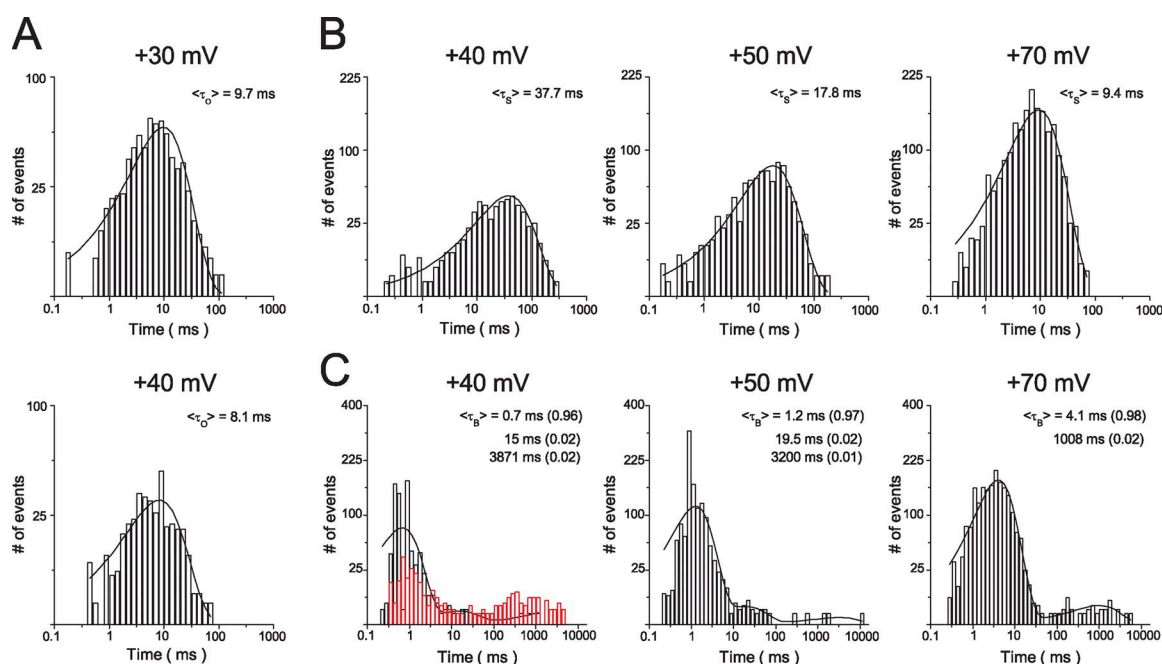 A
+30 mV
100
25
# of events
<τO> = 9.7 ms
0.1 1 10 100 1000
Time ( ms )
+40 mV
100
25
# of events
<τO> = 8.1 ms
0.1 1 10 100 1000
Time ( ms )
B
+40 mV
225
100
25
# of events
<τS> = 37.7 ms
0.1 1 10 100 1000
Time ( ms )
+50 mV
225
100
25
# of events
<τS> = 17.8 ms
0.1 1 10 100 1000
Time ( ms )
+70 mV
225
100
25
# of events
<τS> = 9.4 ms
0.1 1 10 100 1000
Time ( ms )
C
+40 mV
400
225
100
25
# of events
<τB> = 0.7 ms (0.96)
15 ms (0.02)
3871 ms (0.02)
0.1 1 10 100 1000 10000
Time ( ms )
+50 mV
400
225
100
25
# of events
<τB> = 1.2 ms (0.97)
19.5 ms (0.02)
3200 ms (0.01)
0.1 1 10 100 1000 10000
Time ( ms )
+70 mV
400
225
100
25
# of events
<τB> = 4.1 ms (0.98)
1008 ms (0.02)
0.1 1 10 100 1000 10000
Time ( ms )